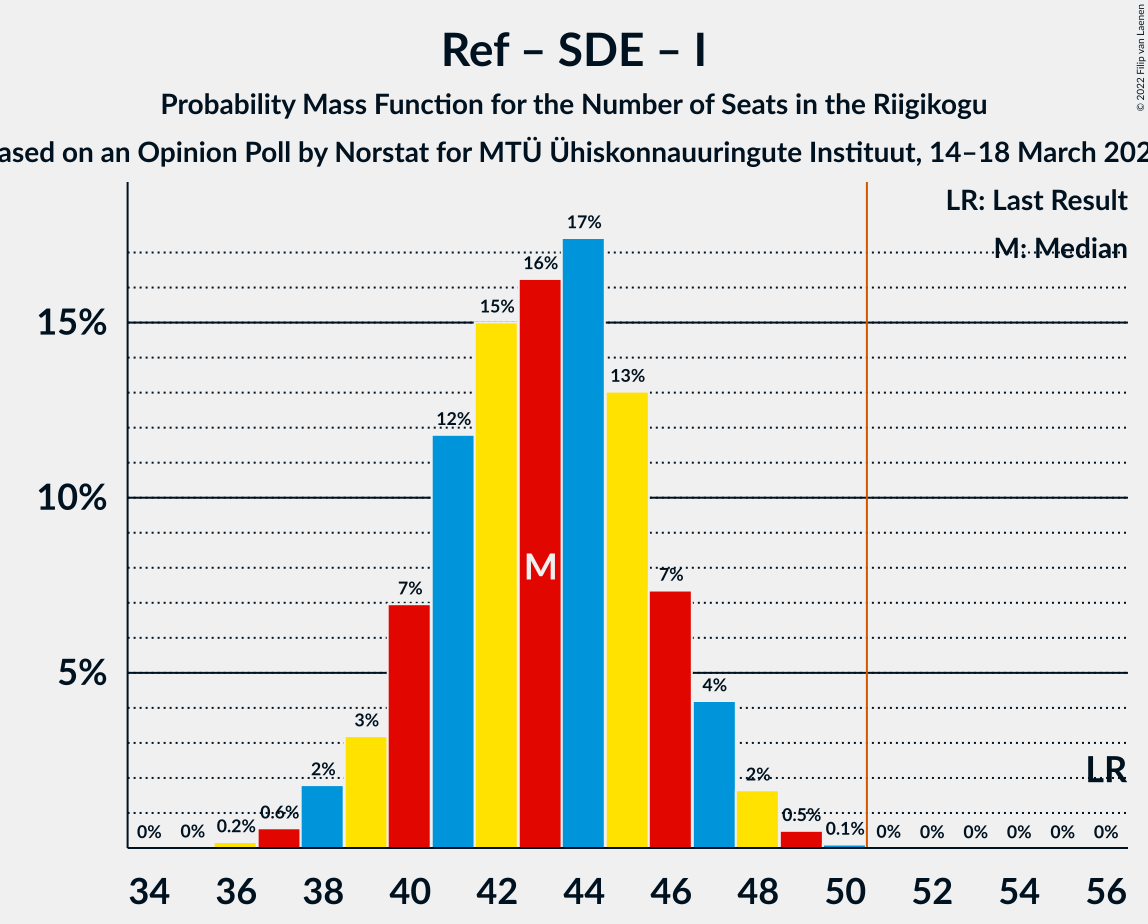 Ref – SDE – I
Probability Mass Function for the Number of Seats in the Riigikogu
ased on an Opinion Poll by Norstat for MTÜ Ühiskonnauuringute Instituut, 14–18 March 202
© 2022 Filip van Laenen
LR: Last Result
M: Median
15%
10%
5%
0% 0% 0.2% 0.6% 2% 3% 7% 12% 15% 16% 17% 13% 7% 4% 2% 0.5% 0.1% 0% 0% 0% 0% 0% 0%
M
LR
34 36 38 40 42 44 46 48 50 52 54 56